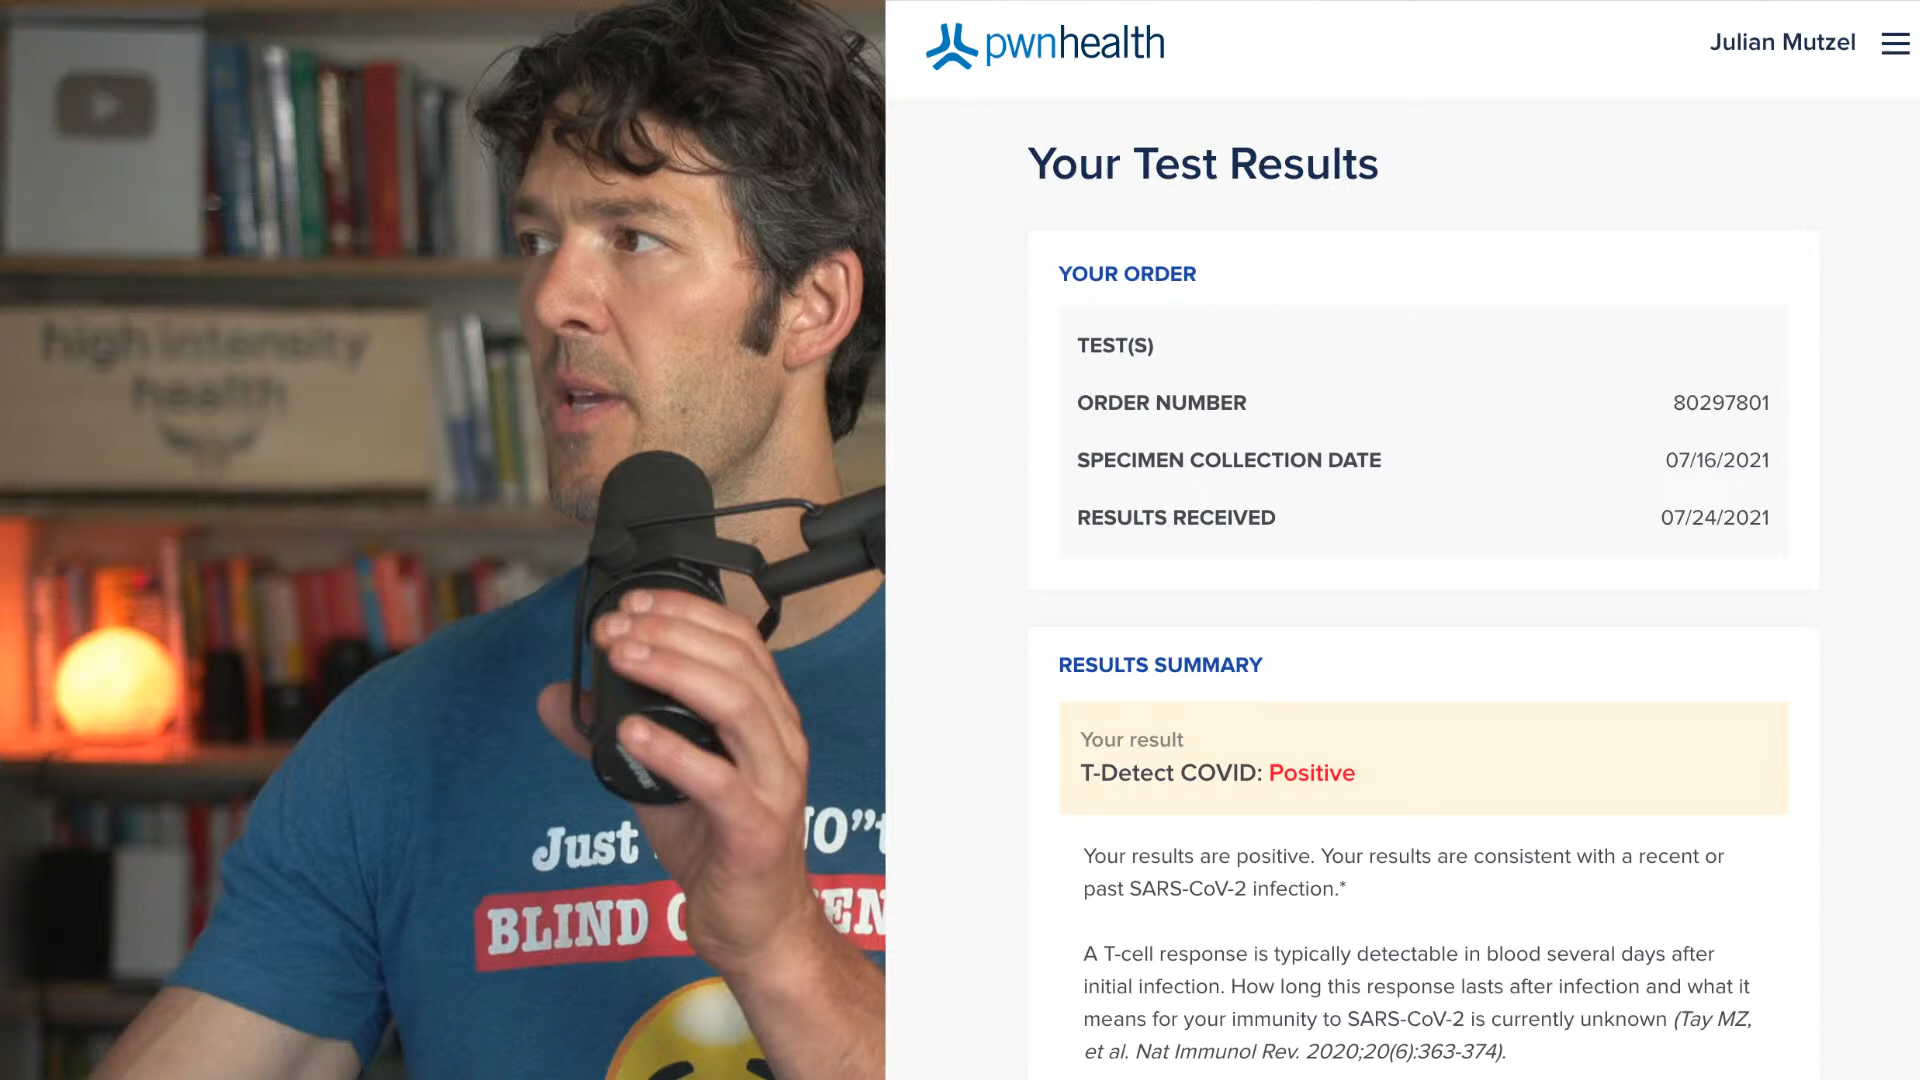 high intensity
health
Just
BLIND
pwnhealth
Julian Mutzel
Your Test Results
YOUR ORDER
TEST(S)
ORDER NUMBER 80297801
SPECIMEN COLLECTION DATE 07/16/2021
RESULTS RECEIVED 07/24/2021
RESULTS SUMMARY
Your result
T-Detect COVID: Positive
Your results are positive. Your results are consistent with a recent or
past SARS-CoV-2 infection.*
A T-cell response is typically detectable in blood several days after
initial infection. How long this response lasts after infection and what it
means for your immunity to SARS-CoV-2 is currently unknown (Tay MZ,
et al. Nat Immunol Rev. 2020;20(6):363-374).